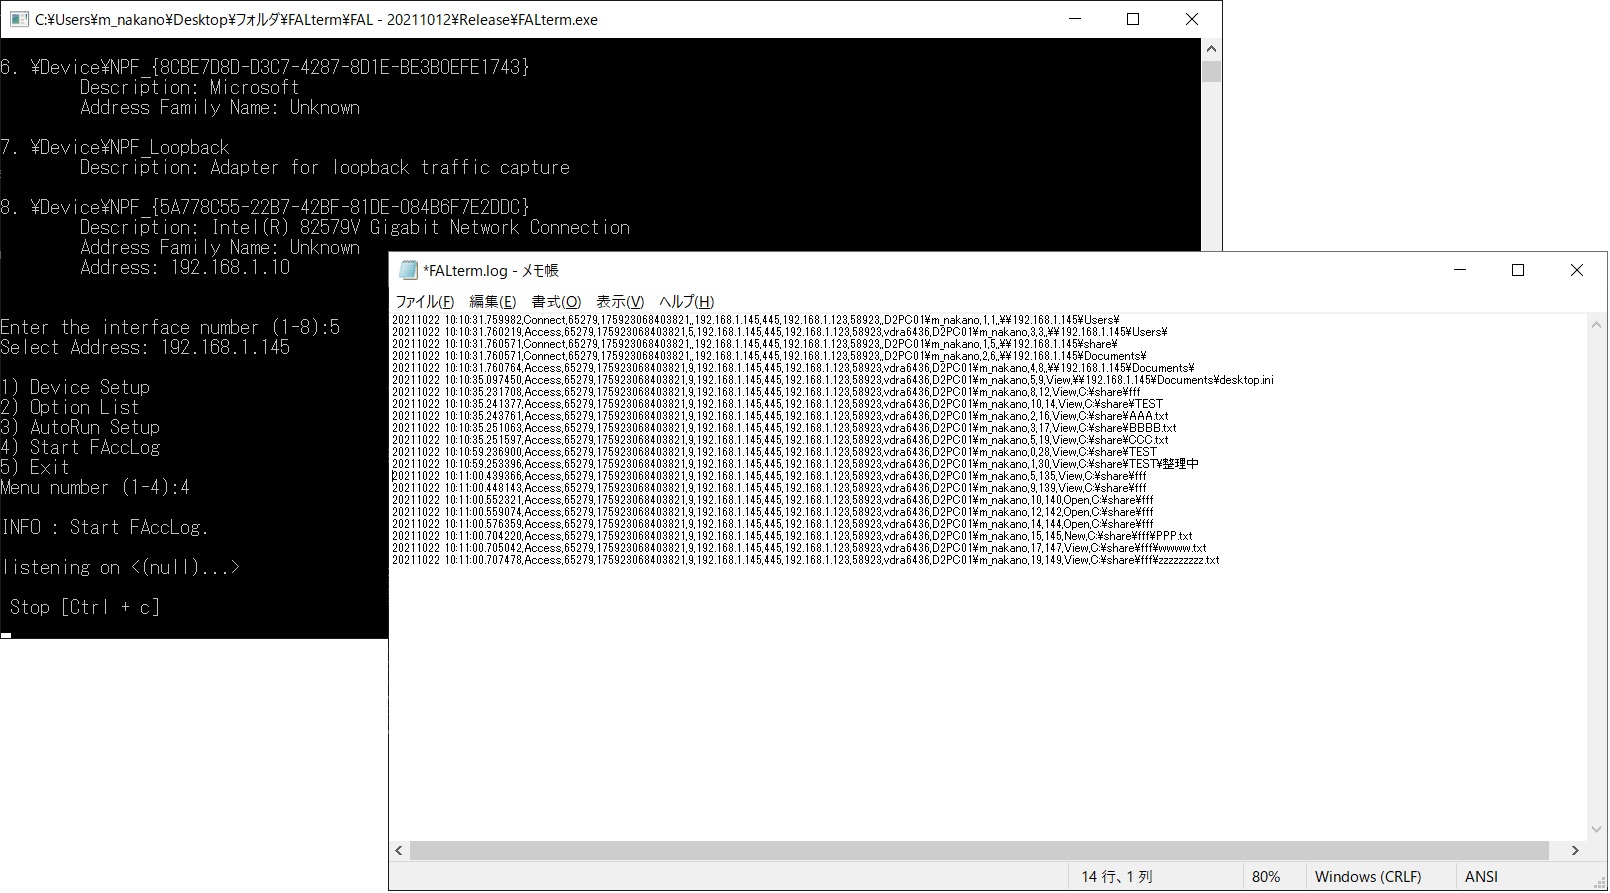 C:¥Users¥m_nakano¥Desktop¥フォルダ¥FALterm¥FAL - 20211012¥Release¥FALterm.exe
6. ¥Device¥NPF_{8CBE7D8D-D3C7-4287-8D1E-BE3B0EFE1743}
Description: Microsoft
Address Family Name: Unknown
7. ¥Device¥NPF_Loopback
Description: Adapter for loopback traffic capture
8. ¥Device¥NPF_{5A778C55-22B7-42BF-81DE-084B6F7E2DDC}
Description: Intel(R) 82579V Gigabit Network Connection
Address Family Name: Unknown
Address: 192.168.1.10
Enter the interface number (1-8):5
Select Address: 192.168.1.145
1) Device Setup
2) Option List
3) AutoRun Setup
4) Start FAccLog
5) Exit
Menu number (1-4):4
INFO : Start FAccLog.
listening on <(null)...>
Stop [Ctrl + c]
*FALterm.log - メモ帳
ファイル(F) 編集(E) 書式(O) 表示(V) ヘルプ(H)
20211022 10:10:31.759982,Connect,65279,175923068403821,,192.168.1.145,445,192.168.1.123,58923,,D2PC01¥m_nakano,1,1,,¥¥192.168.1.145¥Users¥
20211022 10:10:31.760219,Access,65279,175923068403821,5,192.168.1.145,445,192.168.1.123,58923,vdra6436,D2PC01¥m_nakano,3,3,,¥¥192.168.1.145¥Users¥
20211022 10:10:31.760571,Connect,65279,175923068403821,,192.168.1.145,445,192.168.1.123,58923,,D2PC01¥m_nakano,1,5,,¥¥192.168.1.145¥share¥
20211022 10:10:31.760571,Connect,65279,175923068403821,,192.168.1.145,445,192.168.1.123,58923,,D2PC01¥m_nakano,2,6,,¥¥192.168.1.145¥Documents¥
20211022 10:10:31.760764,Access,65279,175923068403821,9,192.168.1.145,445,192.168.1.123,58923,vdra6436,D2PC01¥m_nakano,4,8,,¥¥192.168.1.145¥Documents¥
20211022 10:10:35.097450,Access,65279,175923068403821,9,192.168.1.145,445,192.168.1.123,58923,vdra6436,D2PC01¥m_nakano,5,9,View,¥¥192.168.1.145¥Documents¥desktop.ini
20211022 10:10:35.231708,Access,65279,175923068403821,9,192.168.1.145,445,192.168.1.123,58923,vdra6436,D2PC01¥m_nakano,8,12,View,C:¥share¥fff
20211022 10:10:35.241377,Access,65279,175923068403821,9,192.168.1.145,445,192.168.1.123,58923,vdra6436,D2PC01¥m_nakano,10,14,View,C:¥share¥TEST
20211022 10:10:35.243761,Access,65279,175923068403821,9,192.168.1.145,445,192.168.1.123,58923,vdra6436,D2PC01¥m_nakano,2,16,View,C:¥share¥AAA.txt
20211022 10:10:35.251063,Access,65279,175923068403821,9,192.168.1.145,445,192.168.1.123,58923,vdra6436,D2PC01¥m_nakano,3,17,View,C:¥share¥BBBB.txt
20211022 10:10:35.251597,Access,65279,175923068403821,9,192.168.1.145,445,192.168.1.123,58923,vdra6436,D2PC01¥m_nakano,5,19,View,C:¥share¥CCC.txt
20211022 10:10:59.236900,Access,65279,175923068403821,9,192.168.1.145,445,192.168.1.123,58923,vdra6436,D2PC01¥m_nakano,0,28,View,C:¥share¥TEST
20211022 10:10:59.253396,Access,65279,175923068403821,9,192.168.1.145,445,192.168.1.123,58923,vdra6436,D2PC01¥m_nakano,1,30,View,C:¥share¥TEST¥整理中
20211022 10:11:00.439366,Access,65279,175923068403821,9,192.168.1.145,445,192.168.1.123,58923,vdra6436,D2PC01¥m_nakano,5,135,View,C:¥share¥fff
20211022 10:11:00.448143,Access,65279,175923068403821,9,192.168.1.145,445,192.168.1.123,58923,vdra6436,D2PC01¥m_nakano,9,139,View,C:¥share¥fff
20211022 10:11:00.552321,Access,65279,175923068403821,9,192.168.1.145,445,192.168.1.123,58923,vdra6436,D2PC01¥m_nakano,10,140,Open,C:¥share¥fff
20211022 10:11:00.559074,Access,65279,175923068403821,9,192.168.1.145,445,192.168.1.123,58923,vdra6436,D2PC01¥m_nakano,12,142,Open,C:¥share¥fff
20211022 10:11:00.576359,Access,65279,175923068403821,9,192.168.1.145,445,192.168.1.123,58923,vdra6436,D2PC01¥m_nakano,14,144,Open,C:¥share¥fff
20211022 10:11:00.704220,Access,65279,175923068403821,9,192.168.1.145,445,192.168.1.123,58923,vdra6436,D2PC01¥m_nakano,15,145,New,C:¥share¥fff¥PPP.txt
20211022 10:11:00.705042,Access,65279,175923068403821,9,192.168.1.145,445,192.168.1.123,58923,vdra6436,D2PC01¥m_nakano,17,147,View,C:¥share¥fff¥wwwww.txt
20211022 10:11:00.707478,Access,65279,175923068403821,9,192.168.1.145,445,192.168.1.123,58923,vdra6436,D2PC01¥m_nakano,19,149,View,C:¥share¥fff¥zzzzzzzzz.txt
14 行、1 列 80% Windows (CRLF) ANSI